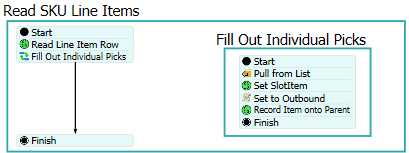 Read SKU Line Items
Start
Read Line Item Row
Fill Out Individual Picks
Finish
Fill Out Individual Picks
Start
Pull from List
Set SlotItem
Set to Outbound
Record Item onto Parent
Finish